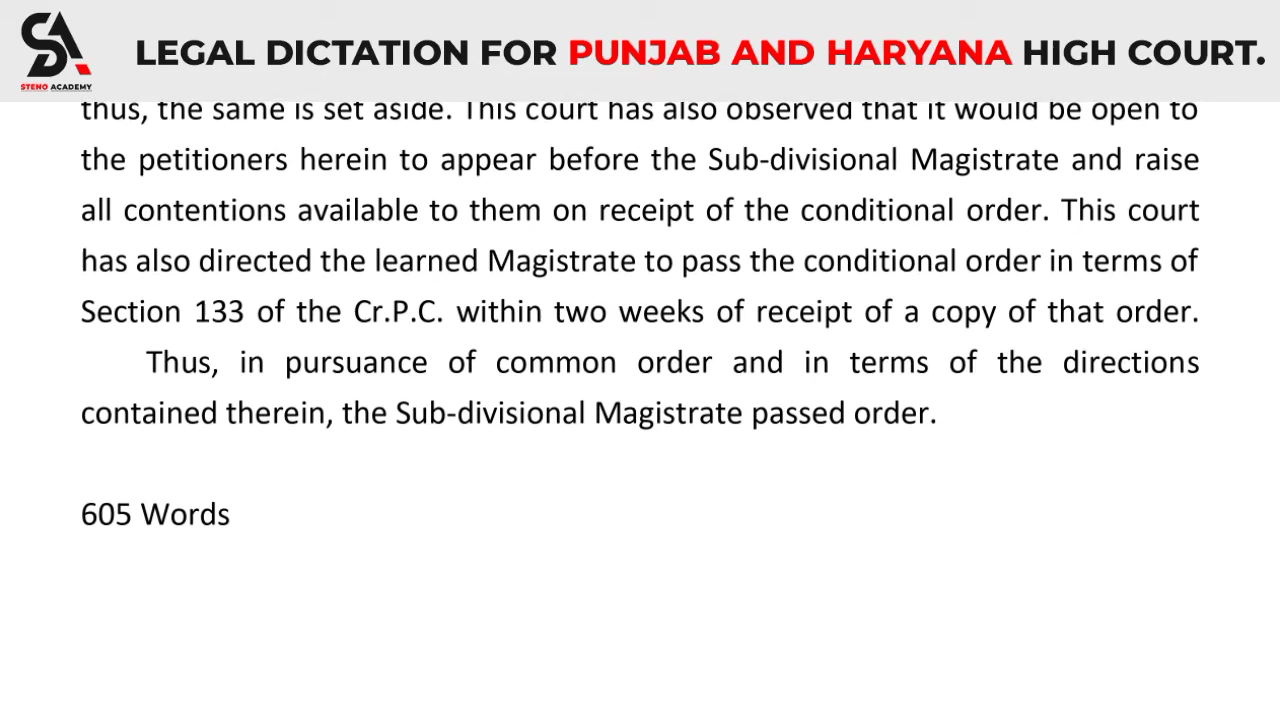 SA
STENO ACADEMY
LEGAL DICTATION FOR PUNJAB AND HARYANA HIGH COURT.
thus, the same is set aside. This court has also observed that it would be open to
the petitioners herein to appear before the Sub-divisional Magistrate and raise
all contentions available to them on receipt of the conditional order. This court
has also directed the learned Magistrate to pass the conditional order in terms of
Section 133 of the Cr.P.C. within two weeks of receipt of a copy of that order.
Thus, in pursuance of common order and in terms of the directions
contained therein, the Sub-divisional Magistrate passed order.
605 Words